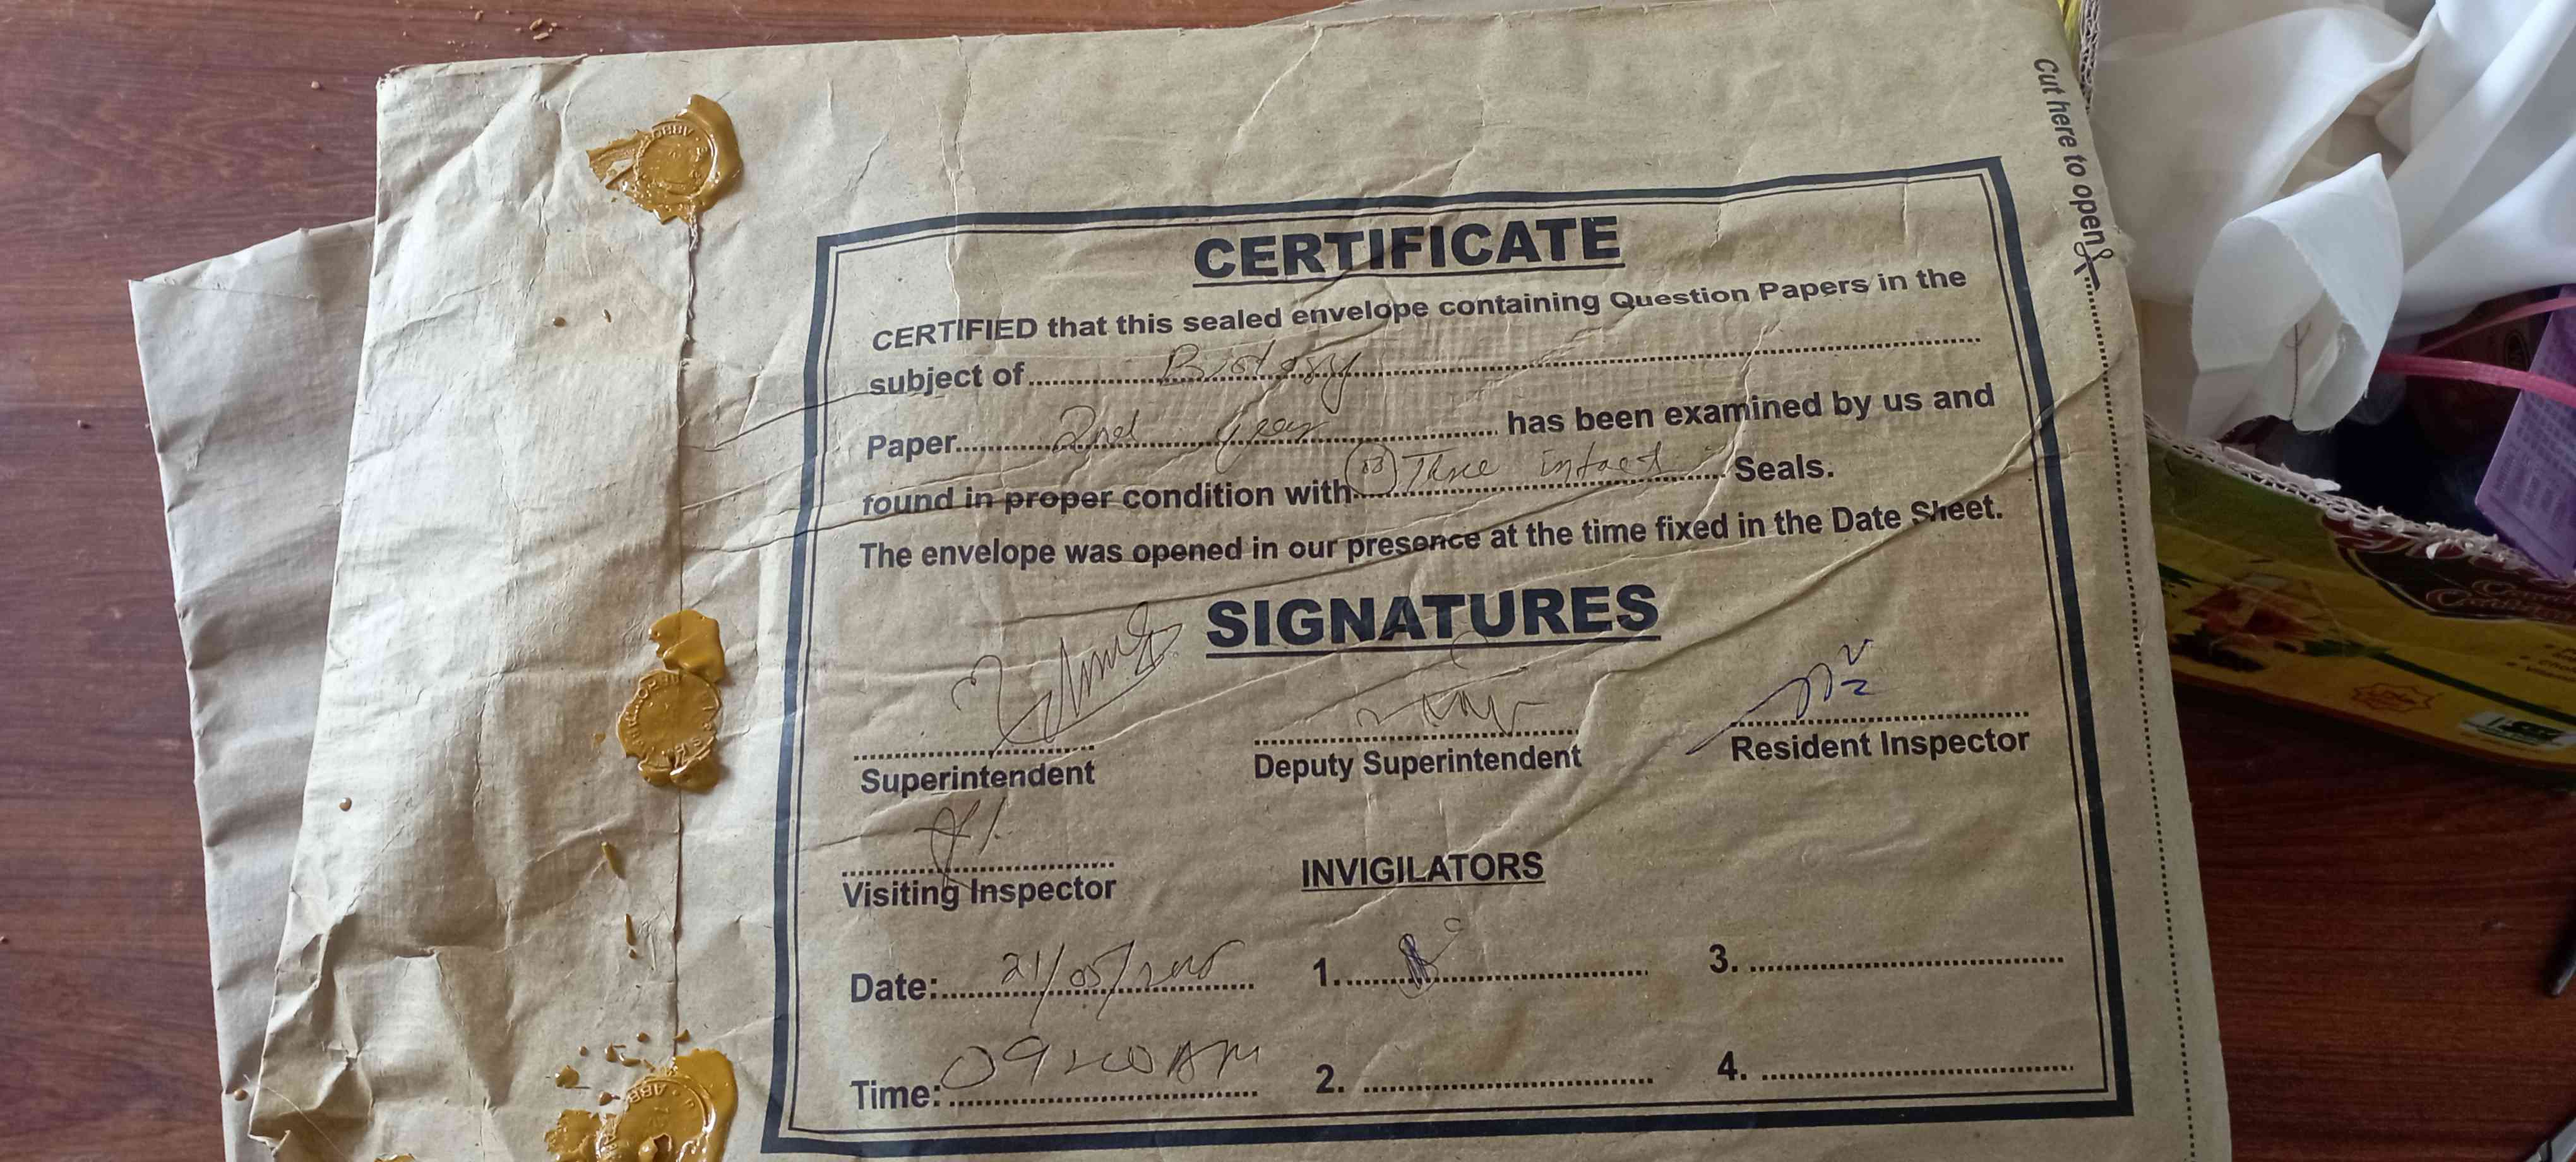 Cut here to open
CERTIFICATE
CERTIFIED that this sealed envelope containing Question Papers in the
subject of Biology
Paper 2nd year has been examined by us and
found in proper condition with (03) Three intact Seals.
The envelope was opened in our presence at the time fixed in the Date Sheet.
SIGNATURES
Superintendent
Deputy Superintendent
Resident Inspector
Visiting Inspector
INVIGILATORS
Date: 21/05/
1.
3.
Time: 09:00 AM
2.
4.